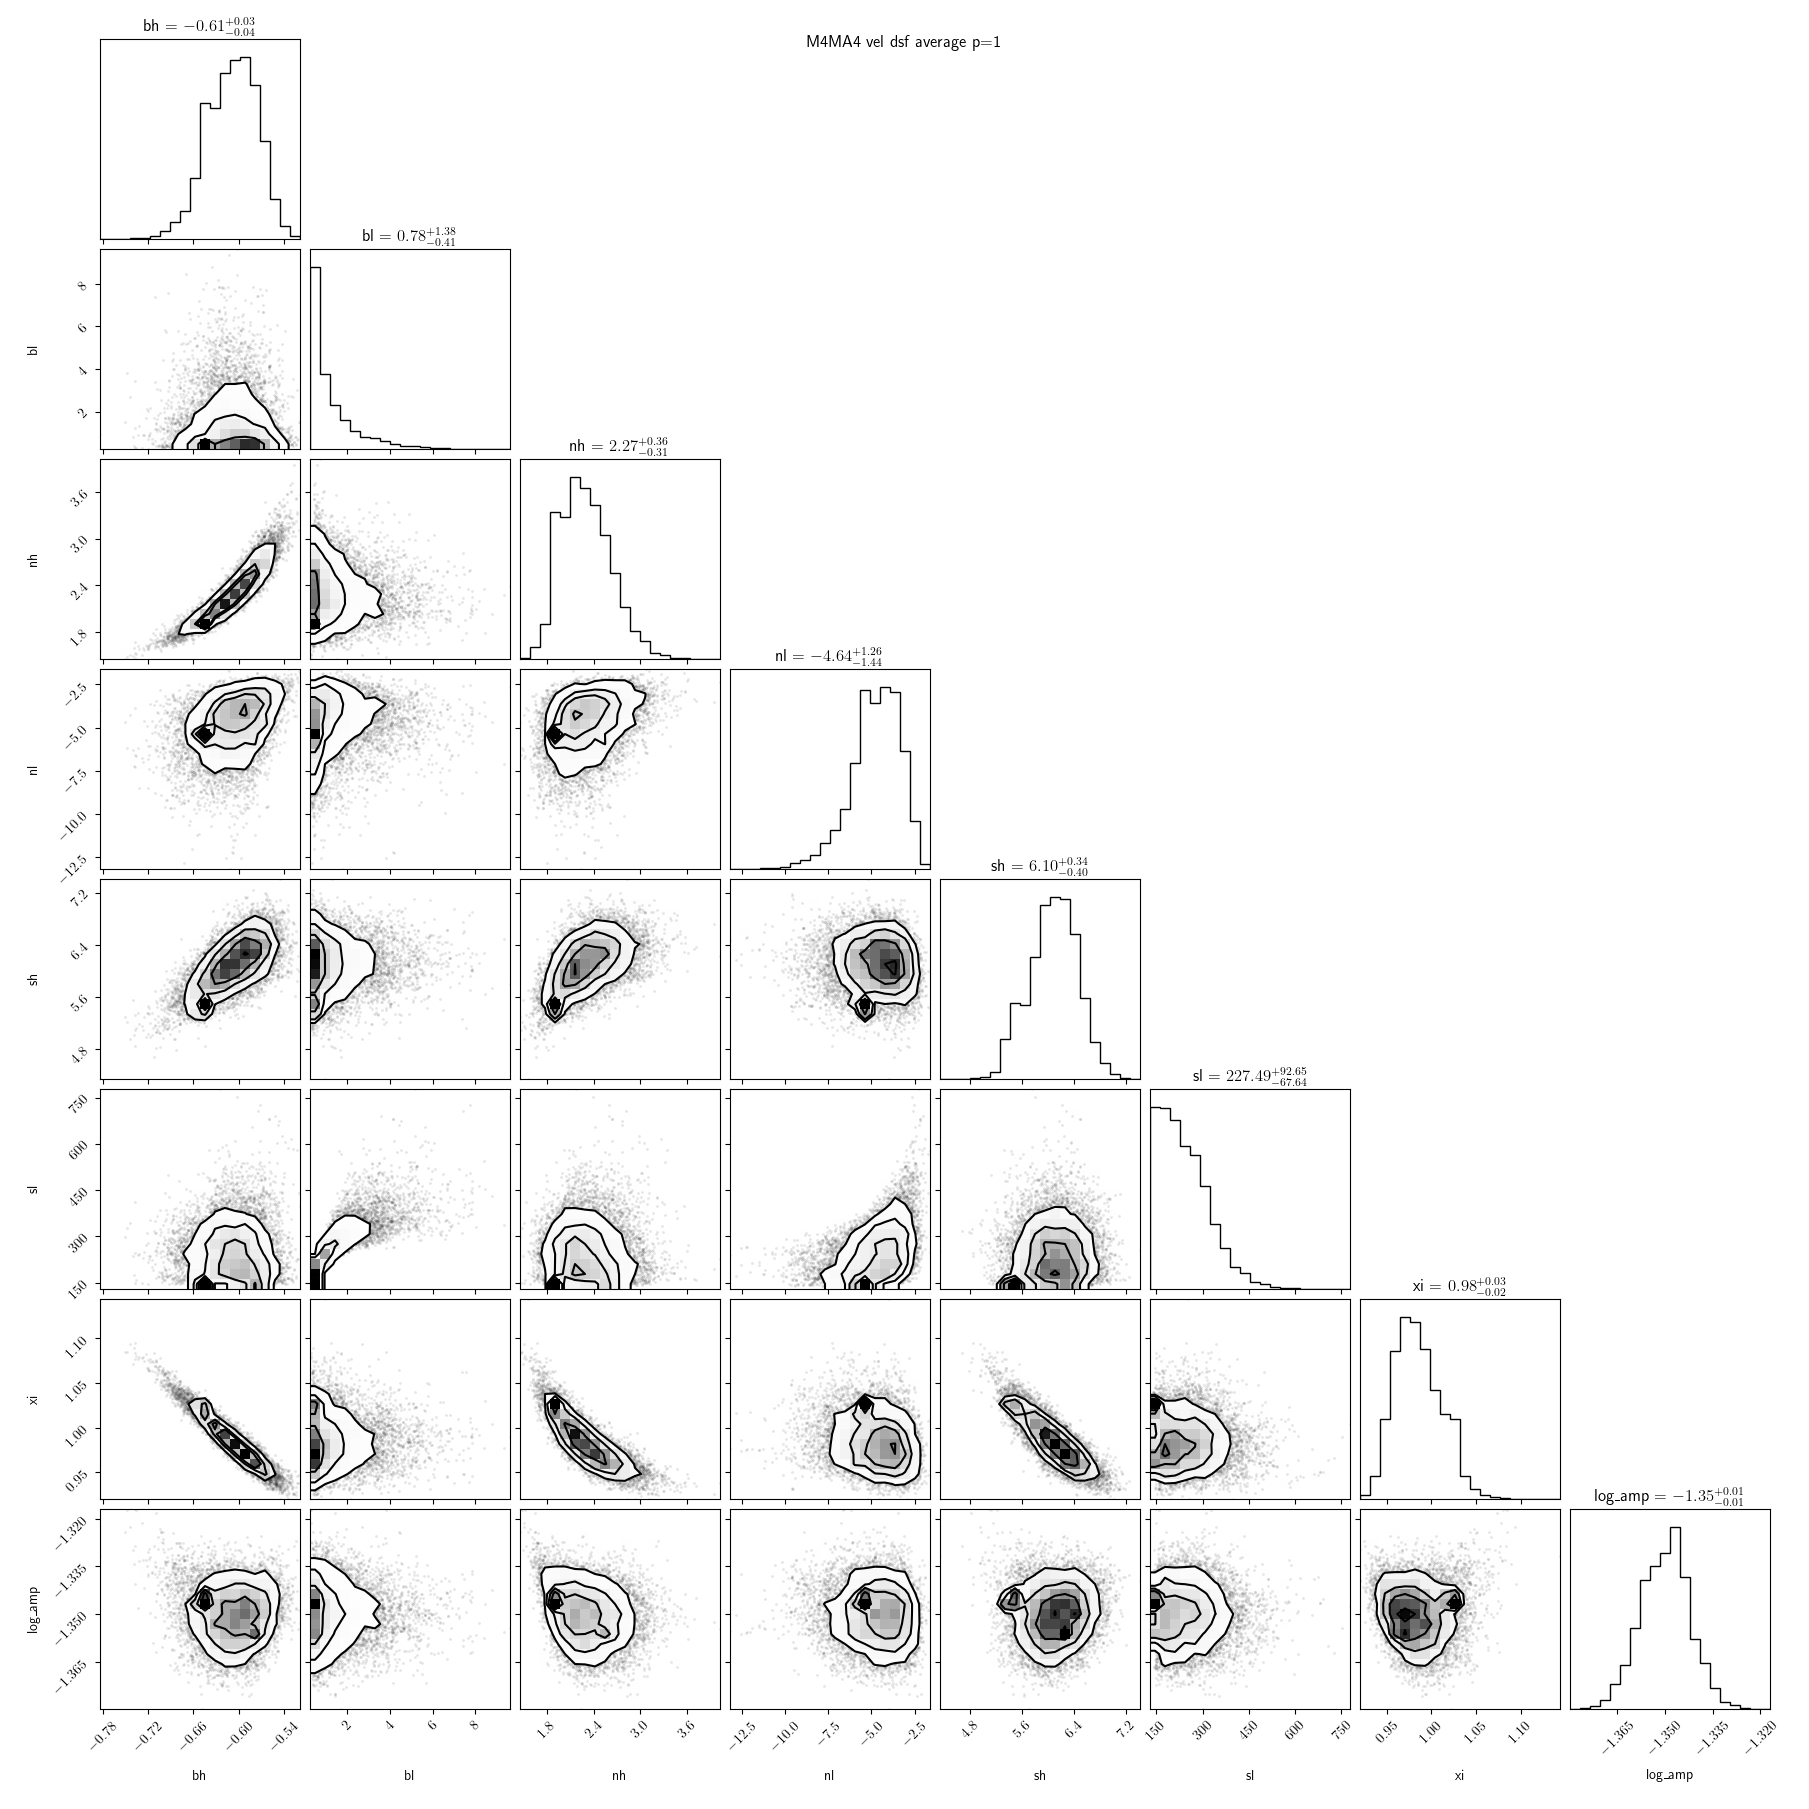 bh = −0.61+0.03 −0.04
M4MA4 vel dsf average p=1
bl = 0.78+1.38 −0.41
8
6
4
2
bl
nh = 2.27+0.36 −0.31
3.6
3.0
2.4
1.8
nh
nl = −4.64+1.26 −1.44
−2.5
−5.0
−7.5
−10.0
−12.5
nl
sh = 6.10+0.34 −0.40
7.2
6.4
5.6
4.8
sh
sl = 227.49+92.65 −67.64
750
600
450
300
150
sl
xi = 0.98+0.03 −0.02
1.10
1.05
1.00
0.95
xi
log_amp = −1.35+0.01 −0.01
−1.320
−1.335
−1.350
−1.365
log_amp
−0.78 −0.72 −0.66 −0.60 −0.54
2 4 6 8
1.8 2.4 3.0 3.6
−12.5 −10.0 −7.5 −5.0 −2.5
4.8 5.6 6.4 7.2
150 300 450 600 750
0.95 1.00 1.05 1.10
−1.365 −1.350 −1.335 −1.320
bh bl nh nl sh sl xi log_amp